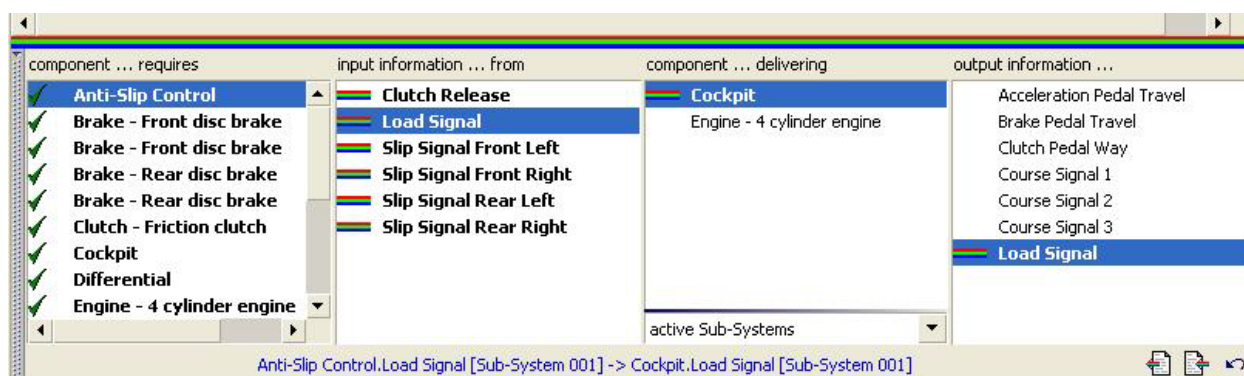 component ... requires
input information ... from
component ... delivering
output information ...
Anti-Slip Control
Brake - Front disc brake
Brake - Front disc brake
Brake - Rear disc brake
Brake - Rear disc brake
Clutch - Friction clutch
Cockpit
Differential
Engine - 4 cylinder engine
Clutch Release
Load Signal
Slip Signal Front Left
Slip Signal Front Right
Slip Signal Rear Left
Slip Signal Rear Right
Cockpit
Engine - 4 cylinder engine
active Sub-Systems
Acceleration Pedal Travel
Brake Pedal Travel
Clutch Pedal Way
Course Signal 1
Course Signal 2
Course Signal 3
Load Signal
Anti-Slip Control.Load Signal [Sub-System 001] -> Cockpit.Load Signal [Sub-System 001]